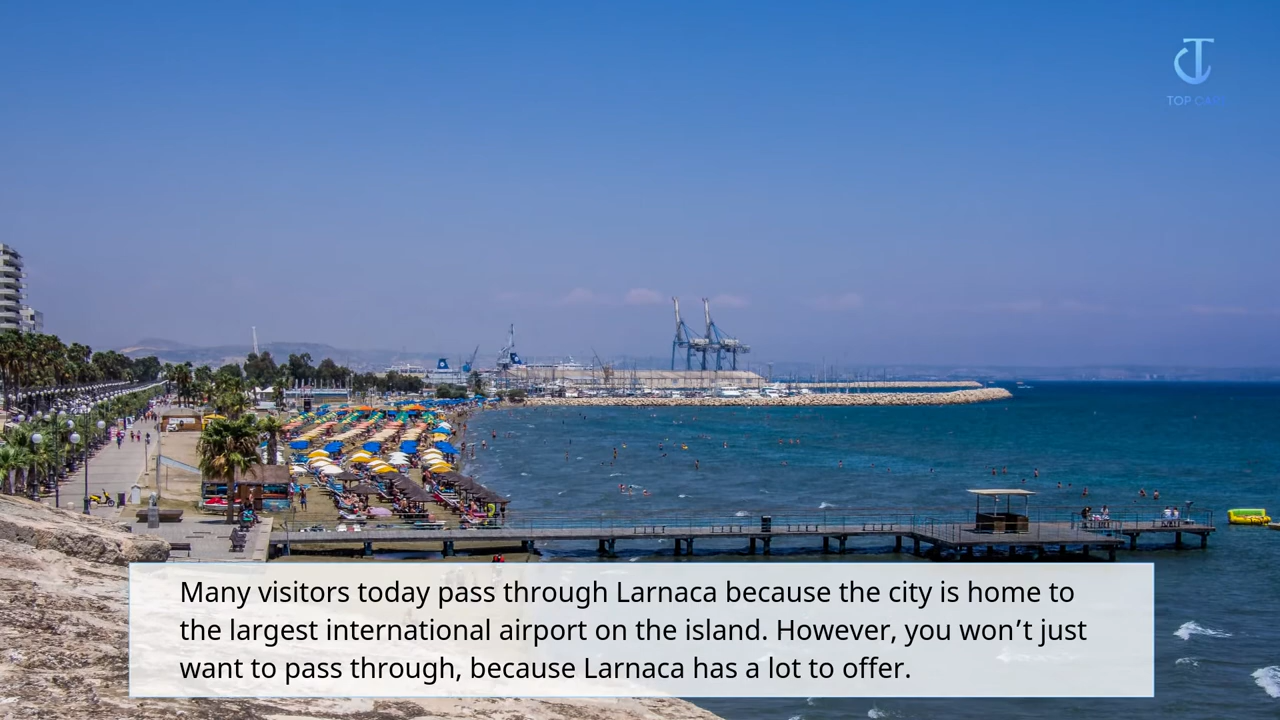 TOP
Many visitors today pass through Larnaca because the city is home to
the largest international airport on the island. However, you won’t just
want to pass through, because Larnaca has a lot to offer.